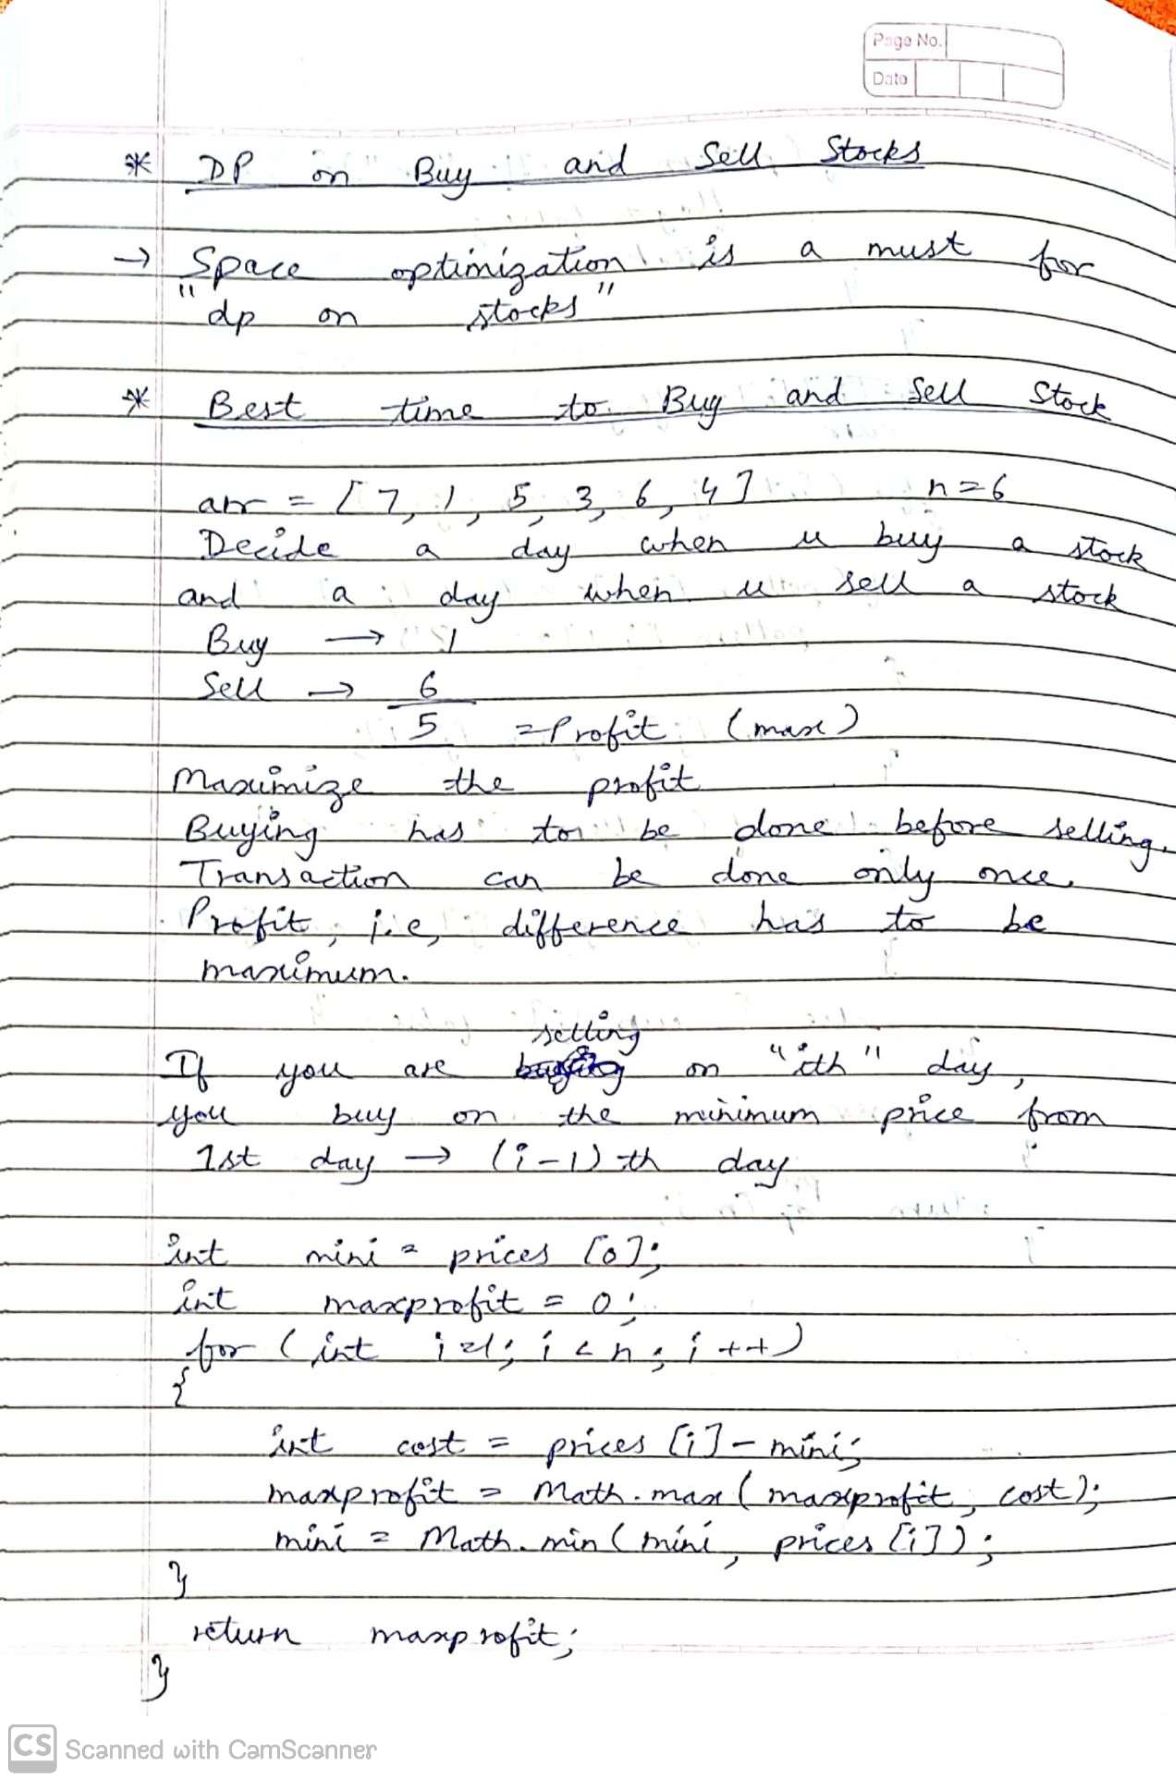 Page No.
Date
* DP on Buy and Sell Stocks
→ Space optimization is a must for
"dp on stocks"
* Best time to Buy and Sell Stock
arr = [7, 1, 5, 3, 6, 4] n=6
Decide a day when u buy a stock
and a day when u sell a stock
Buy → 1
Sell → 6
5 = Profit (max)
Maximize the profit
Buying has to be done before selling.
Transaction can be done only once.
Profit, i.e, difference has to be
maximum.
selling
If you are on "ith" day,
you buy on the minimum price from
1st day → (i-1)th day
int mini = prices [0];
int maxprofit = 0;
for (int i=1; i < n; i++)
{
int cost = prices [i] - mini;
maxprofit = Math.max (maxprofit, cost);
mini = Math.min (mini, prices [i]);
}
return maxprofit;
}
CS Scanned with CamScanner